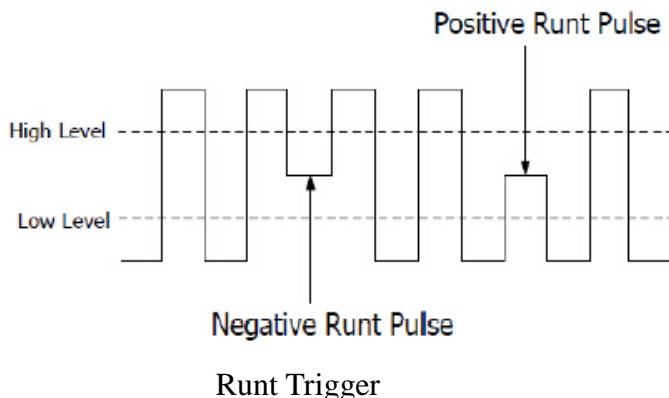 Positive Runt Pulse
High Level
Low Level
Negative Runt Pulse
Runt Trigger